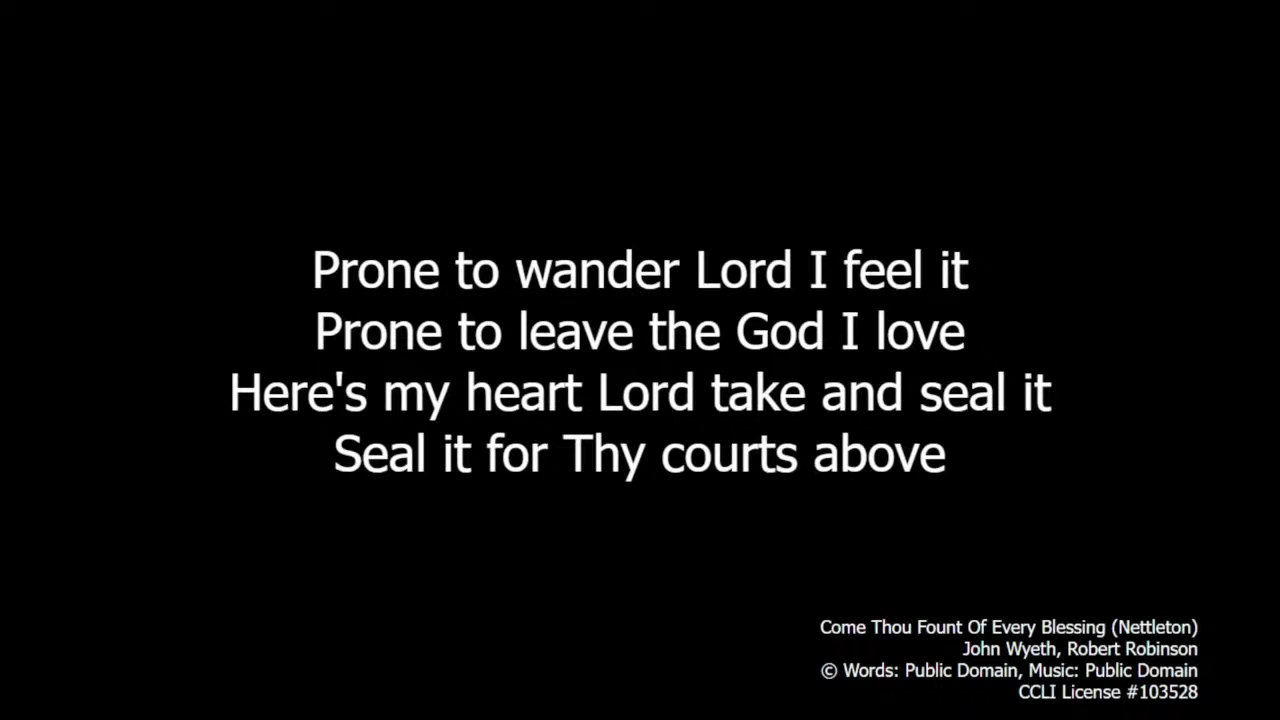 Prone to wander Lord I feel it
Prone to leave the God I love
Here's my heart Lord take and seal it
Seal it for Thy courts above
Come Thou Fount Of Every Blessing (Nettleton)
John Wyeth, Robert Robinson
© Words: Public Domain, Music: Public Domain
CCLI License #103528